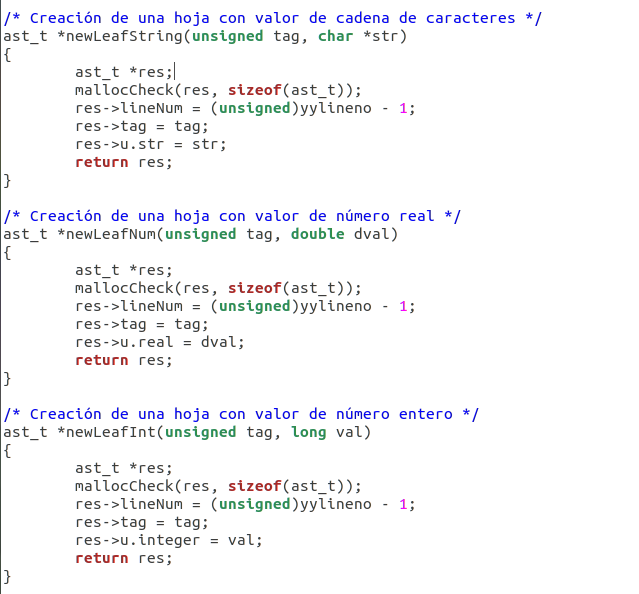 /* Creación de una hoja con valor de cadena de caracteres */
ast_t *newLeafString(unsigned tag, char *str)
{
        ast_t *res;
        mallocCheck(res, sizeof(ast_t));
        res->lineNum = (unsigned)yylineno - 1;
        res->tag = tag;
        res->u.str = str;
        return res;
}

/* Creación de una hoja con valor de número real */
ast_t *newLeafNum(unsigned tag, double dval)
{
        ast_t *res;
        mallocCheck(res, sizeof(ast_t));
        res->lineNum = (unsigned)yylineno - 1;
        res->tag = tag;
        res->u.real = dval;
        return res;
}

/* Creación de una hoja con valor de número entero */
ast_t *newLeafInt(unsigned tag, long val)
{
        ast_t *res;
        mallocCheck(res, sizeof(ast_t));
        res->lineNum = (unsigned)yylineno - 1;
        res->tag = tag;
        res->u.integer = val;
        return res;
}